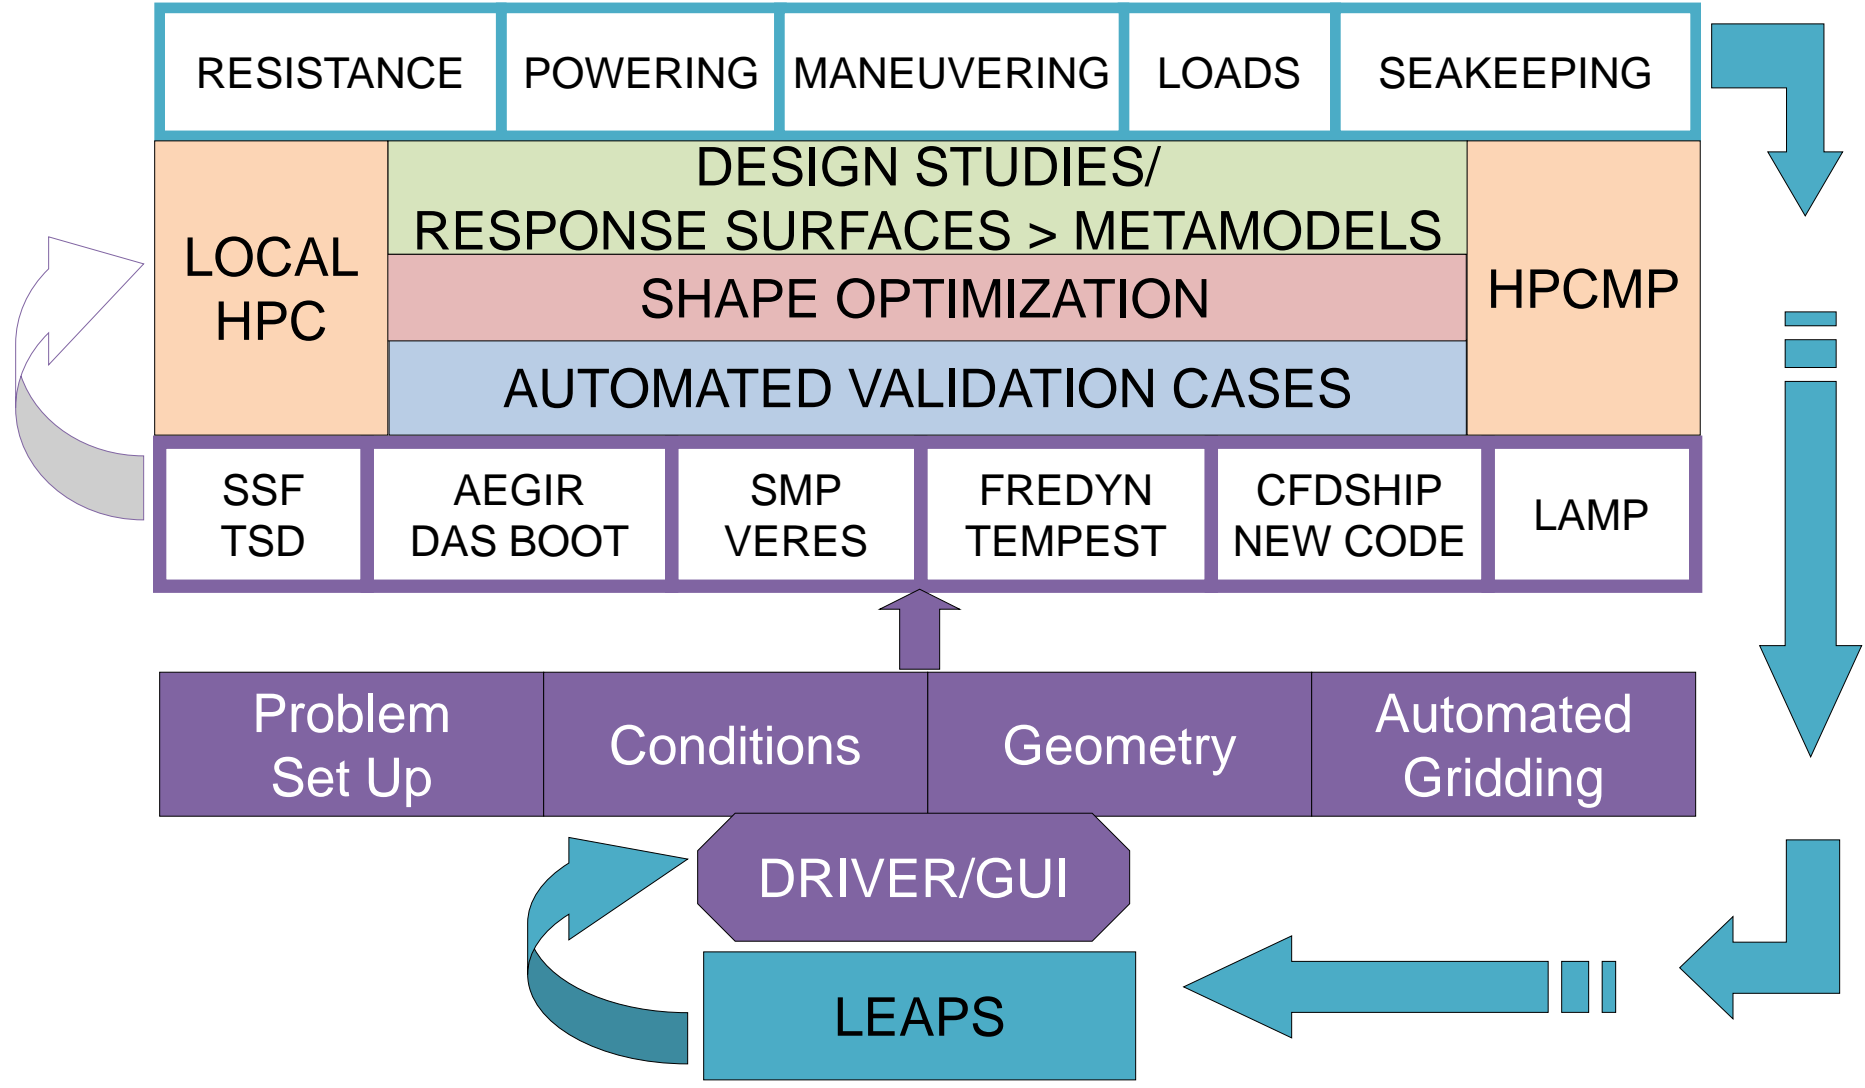 RESISTANCE
POWERING
MANEUVERING
LOADS
SEAKEEPING
LOCAL
HPC
DESIGN STUDIES/
RESPONSE SURFACES > METAMODELS
SHAPE OPTIMIZATION
AUTOMATED VALIDATION CASES
HPCMP
SSF
TSD
AEGIR
DAS BOOT
SMP
VERES
FREDYN
TEMPEST
CFDSHIP
NEW CODE
LAMP
Problem
Set Up
Conditions
Geometry
Automated
Gridding
DRIVER/GUI
LEAPS